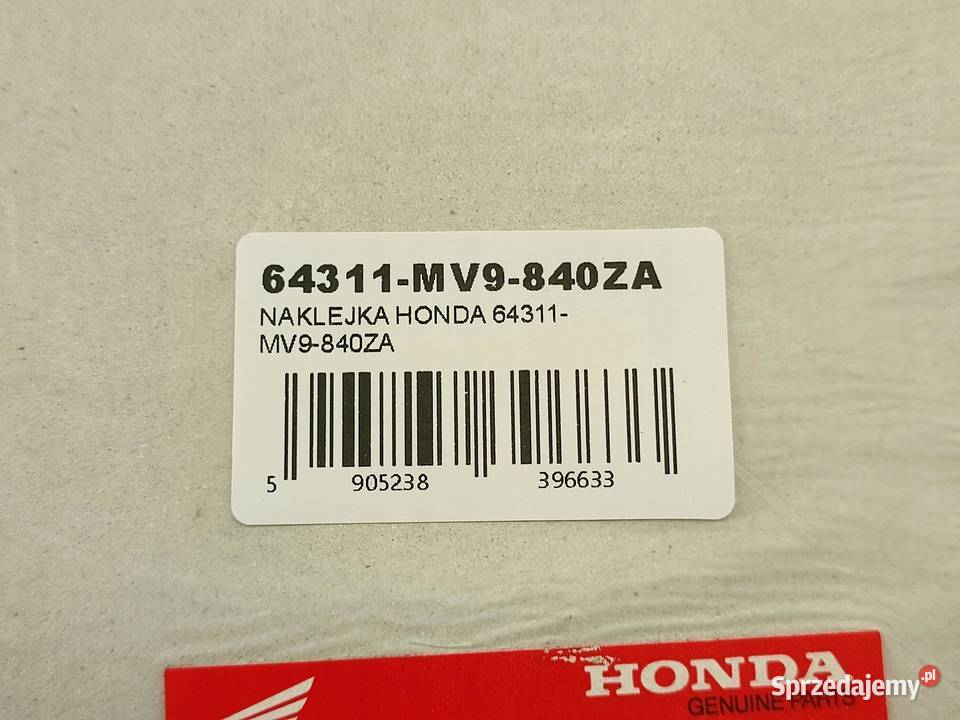 64311-MV9-840ZA
NAKLEJKA HONDA 64311-
MV9-840ZA
5 905238 396633
HONDA
GENUINE PARTS
Sprzedajemy.pl